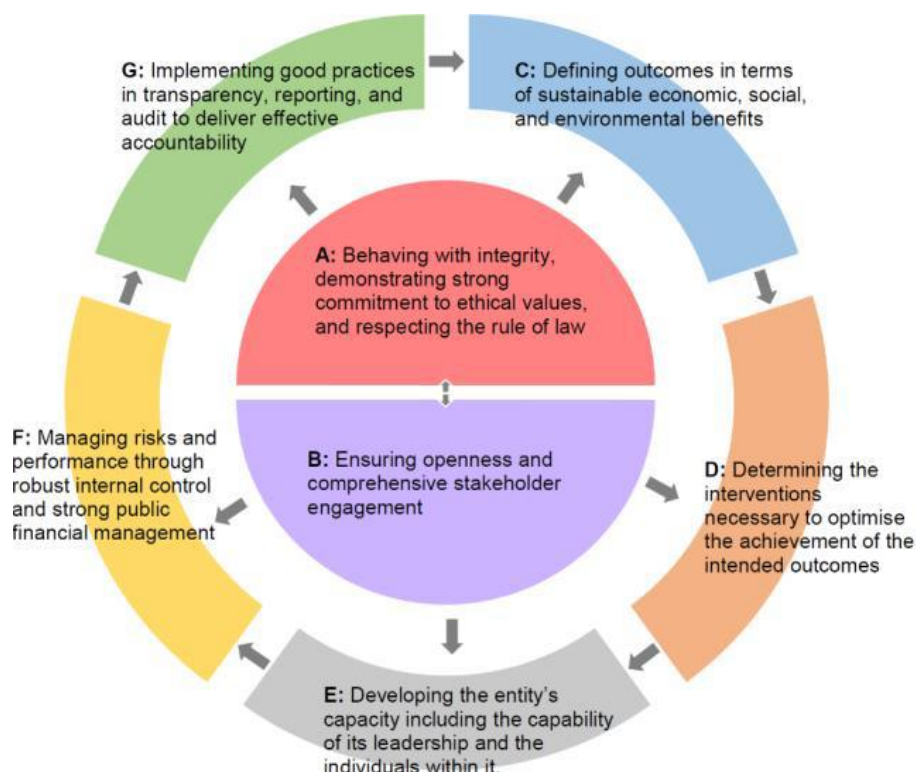 G: Implementing good practices
in transparency, reporting, and
audit to deliver effective
accountability
C: Defining outcomes in terms
of sustainable economic, social,
and environmental benefits
A: Behaving with integrity,
demonstrating strong
commitment to ethical values,
and respecting the rule of law
F: Managing risks and
performance through
robust internal control
and strong public
financial management
B: Ensuring openness and
comprehensive stakeholder
engagement
D: Determining the
interventions
necessary to optimise
the achievement of the
intended outcomes
E: Developing the entity's
capacity including the capability
of its leadership and the
individuals within it.